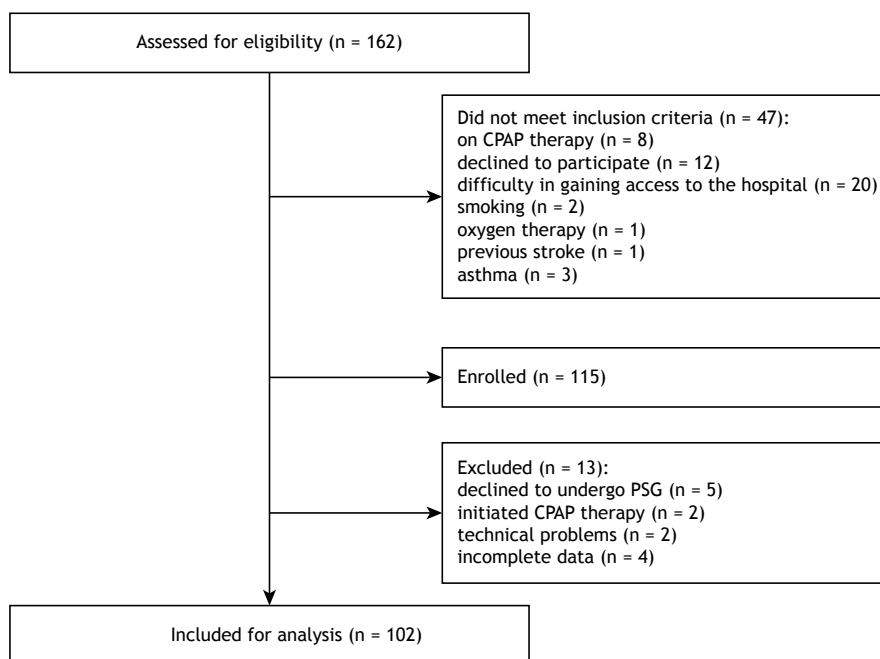 Assessed for eligibility (n = 162)
Did not meet inclusion criteria (n = 47):
on CPAP therapy (n = 8)
declined to participate (n = 12)
difficulty in gaining access to the hospital (n = 20)
smoking (n = 2)
oxygen therapy (n = 1)
previous stroke (n = 1)
asthma (n = 3)
Enrolled (n = 115)
Excluded (n = 13):
declined to undergo PSG (n = 5)
initiated CPAP therapy (n = 2)
technical problems (n = 2)
incomplete data (n = 4)
Included for analysis (n = 102)